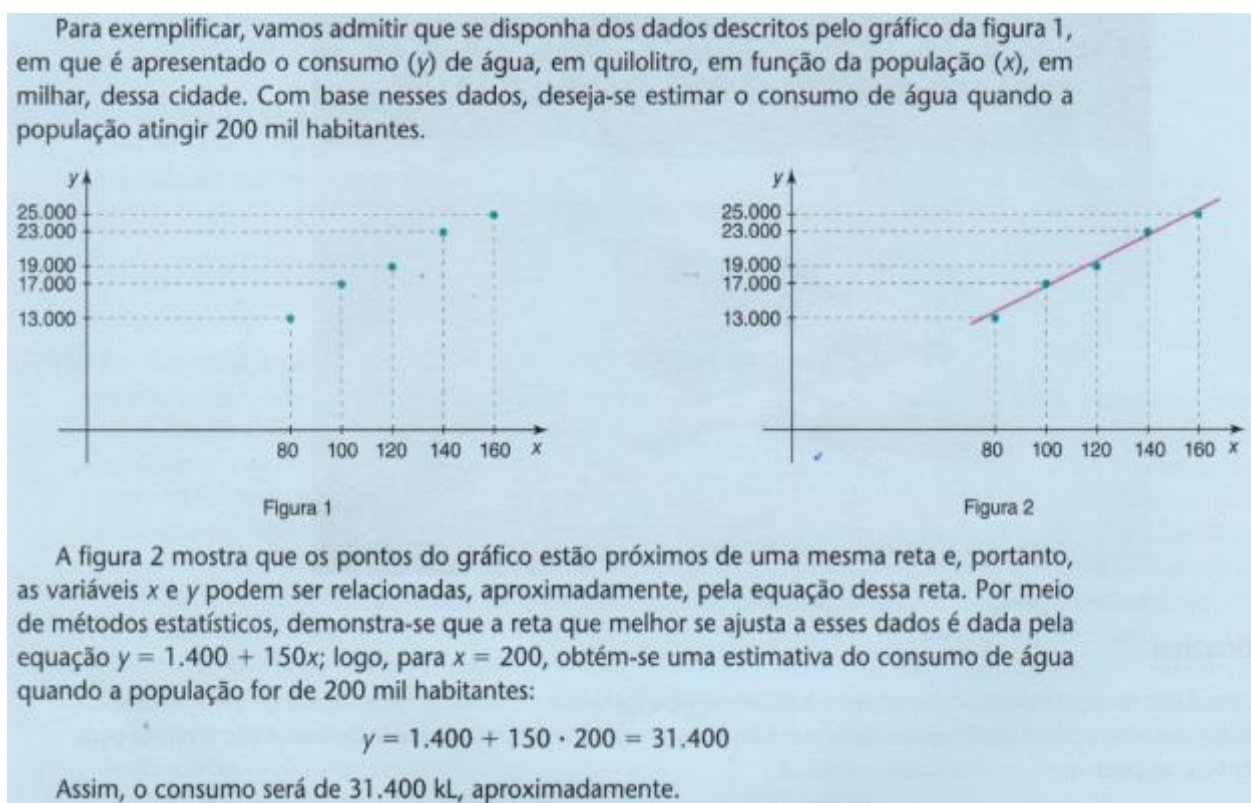 Para exemplificar, vamos admitir que se disponha dos dados descritos pelo gráfico da figura 1,
em que é apresentado o consumo (y) de água, em quilolitro, em função da população (x), em
milhar, dessa cidade. Com base nesses dados, deseja-se estimar o consumo de água quando a
população atingir 200 mil habitantes.
y
25.000
23.000
19.000
17.000
13.000
80 100 120 140 160 x
Figura 1
y
25.000
23.000
19.000
17.000
13.000
80 100 120 140 160 x
Figura 2
A figura 2 mostra que os pontos do gráfico estão próximos de uma mesma reta e, portanto,
as variáveis x e y podem ser relacionadas, aproximadamente, pela equação dessa reta. Por meio
de métodos estatísticos, demonstra-se que a reta que melhor se ajusta a esses dados é dada pela
equação y = 1.400 + 150x; logo, para x = 200, obtém-se uma estimativa do consumo de água
quando a população for de 200 mil habitantes:
y = 1.400 + 150 · 200 = 31.400
Assim, o consumo será de 31.400 kL, aproximadamente.